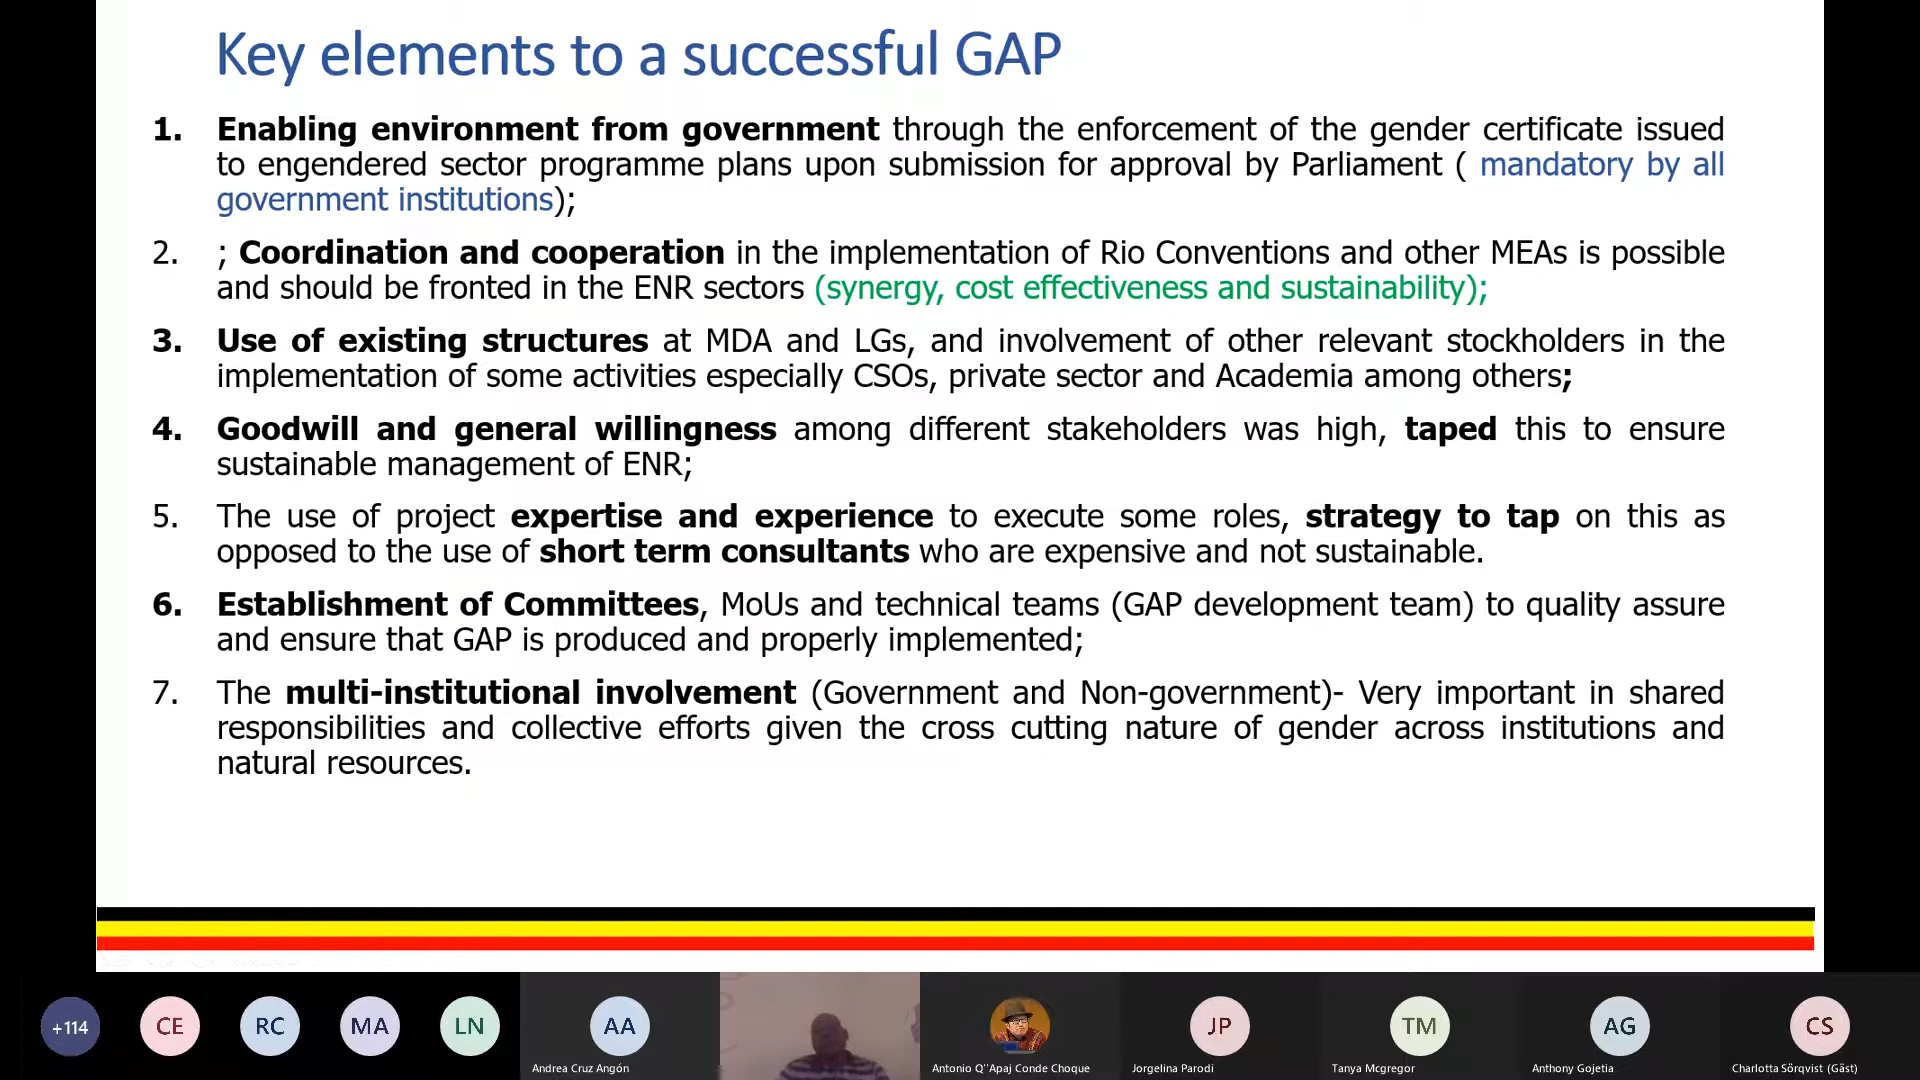 Key elements to a successful GAP
1. Enabling environment from government through the enforcement of the gender certificate issued
to engendered sector programme plans upon submission for approval by Parliament ( mandatory by all
government institutions);
2. ; Coordination and cooperation in the implementation of Rio Conventions and other MEAs is possible
and should be fronted in the ENR sectors (synergy, cost effectiveness and sustainability);
3. Use of existing structures at MDA and LGs, and involvement of other relevant stockholders in the
implementation of some activities especially CSOs, private sector and Academia among others;
4. Goodwill and general willingness among different stakeholders was high, taped this to ensure
sustainable management of ENR;
5. The use of project expertise and experience to execute some roles, strategy to tap on this as
opposed to the use of short term consultants who are expensive and not sustainable.
6. Establishment of Committees, MoUs and technical teams (GAP development team) to quality assure
and ensure that GAP is produced and properly implemented;
7. The multi-institutional involvement (Government and Non-government)- Very important in shared
responsibilities and collective efforts given the cross cutting nature of gender across institutions and
natural resources.
+114 CE RC MA LN AA JP TM AG CS
Andrea Cruz Angón Antonio Q''Apaj Conde Choque Jorgelina Parodi Tanya Mcgregor Anthony Gojetia Charlotta Sörqvist (Gäst)